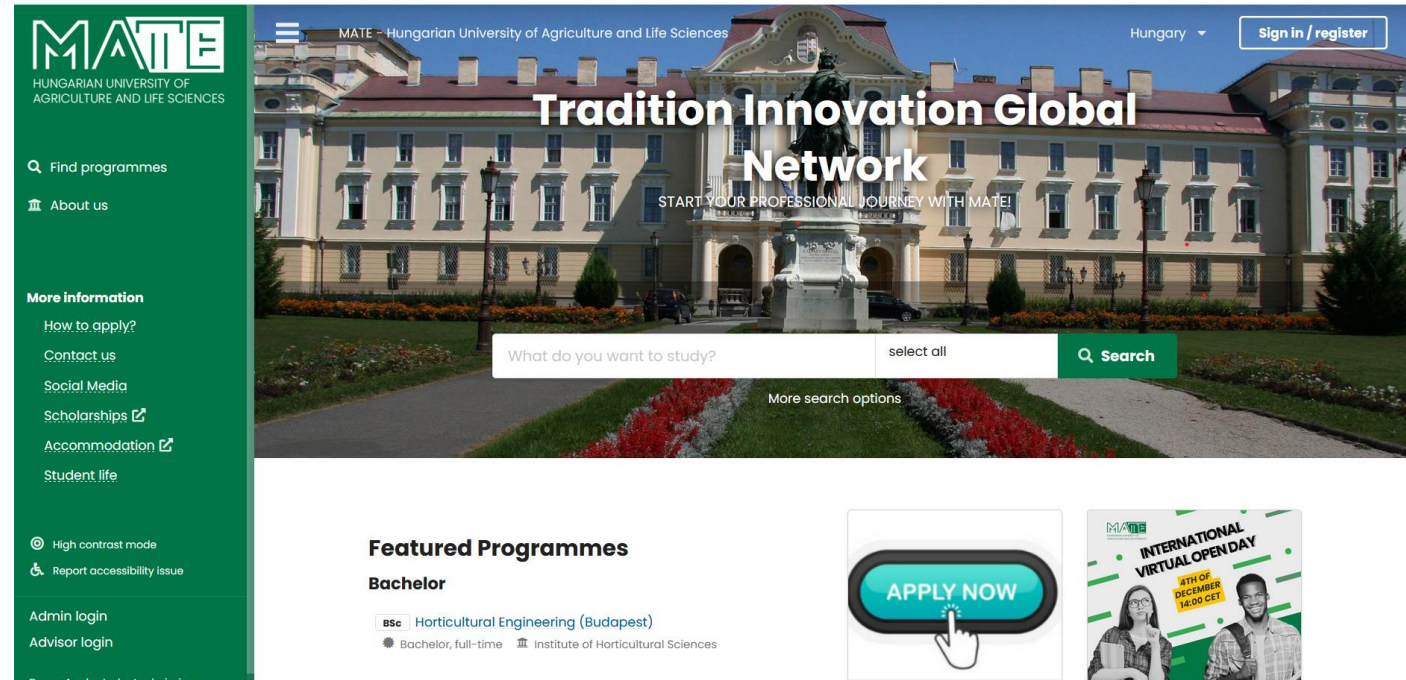 MATE
HUNGARIAN UNIVERSITY OF
AGRICULTURE AND LIFE SCIENCES
Find programmes
About us
More information
How to apply?
Contact us
Social Media
Scholarships
Accommodation
Student life
High contrast mode
Report accessibility issue
Admin login
Advisor login
MATE - Hungarian University of Agriculture and Life Sciences
Hungary
Sign in / register
Tradition Innovation Global
Network
START YOUR PROFESSIONAL JOURNEY WITH MATE!
What do you want to study?
select all
Search
More search options
Featured Programmes
Bachelor
BSc Horticultural Engineering (Budapest)
Bachelor, full-time Institute of Horticultural Sciences
APPLY NOW
MATE
INTERNATIONAL
VIRTUAL OPEN DAY
4TH OF
DECEMBER
14:00 CET